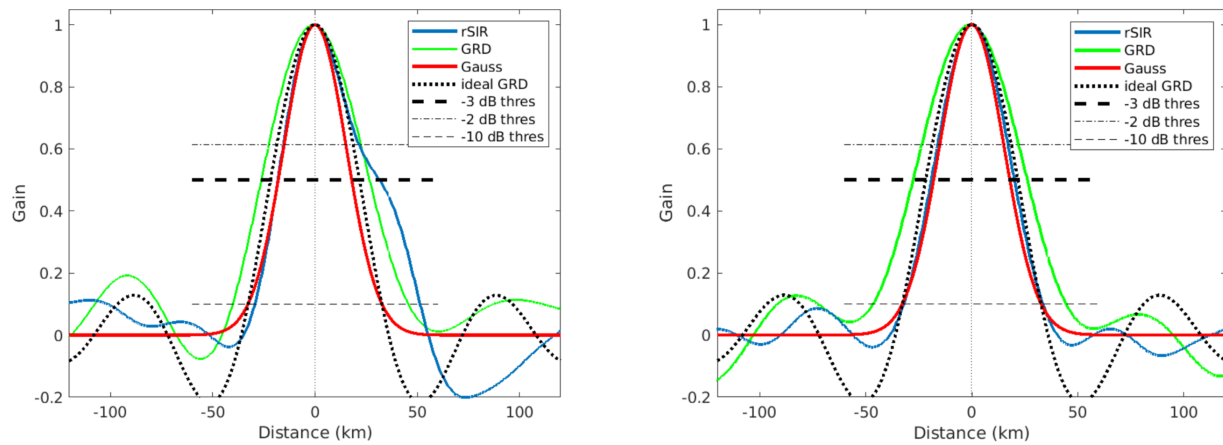 1
0.8
0.6
0.4
0.2
0
-0.2
Gain
-100
-50
0
50
100
Distance (km)
rSIR
GRD
Gauss
ideal GRD
-3 dB thres
-2 dB thres
-10 dB thres
1
0.8
0.6
0.4
0.2
0
-0.2
Gain
-100
-50
0
50
100
Distance (km)
rSIR
GRD
Gauss
ideal GRD
-3 dB thres
-2 dB thres
-10 dB thres